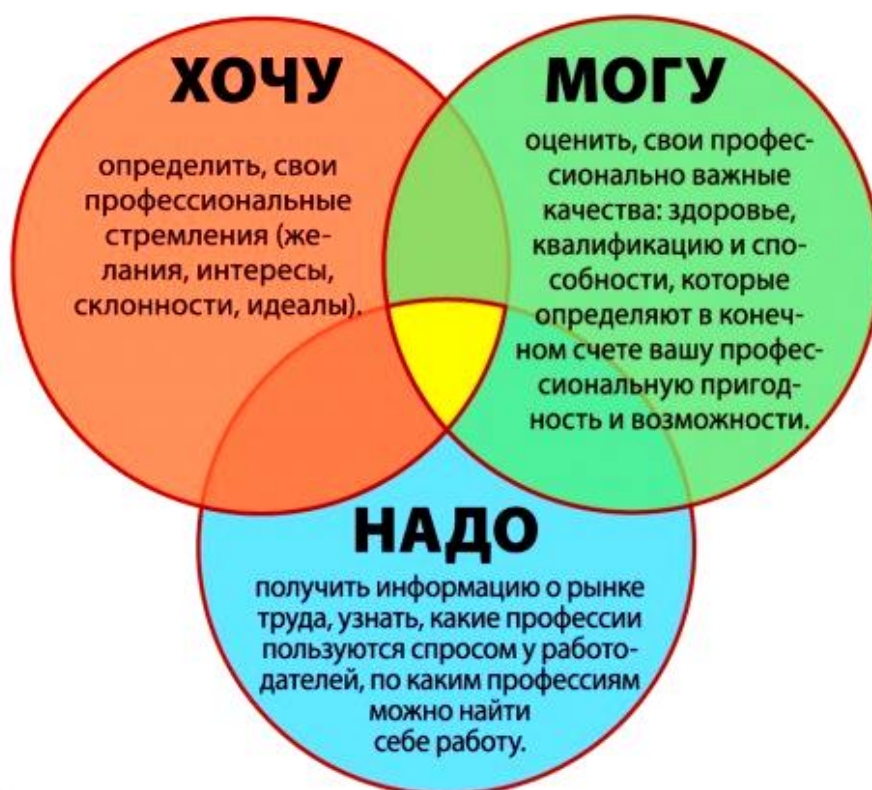 ХОЧУ
определить, свои
профессиональные
стремления (же-
лания, интересы,
склонности, идеалы).
МОГУ
оценить, свои профес-
сионально важные
качества: здоровье,
квалификацию и спо-
собности, которые
определяют в конеч-
ном счете вашу профес-
сиональную пригод-
ность и возможности.
НАДО
получить информацию о рынке
труда, узнать, какие профессии
пользуются спросом у работо-
дателей, по каким профессиям
можно найти
себе работу.